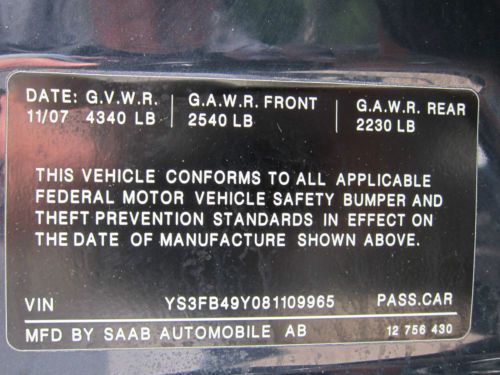 DATE: G.V.W.R. G.A.W.R. FRONT G.A.W.R. REAR
11/07 4340 LB 2540 LB 2230 LB
THIS VEHICLE CONFORMS TO ALL APPLICABLE
FEDERAL MOTOR VEHICLE SAFETY BUMPER AND
THEFT PREVENTION STANDARDS IN EFFECT ON
THE DATE OF MANUFACTURE SHOWN ABOVE.
VIN YS3FB49Y081109965 PASS.CAR
MFD BY SAAB AUTOMOBILE AB 12 756 430